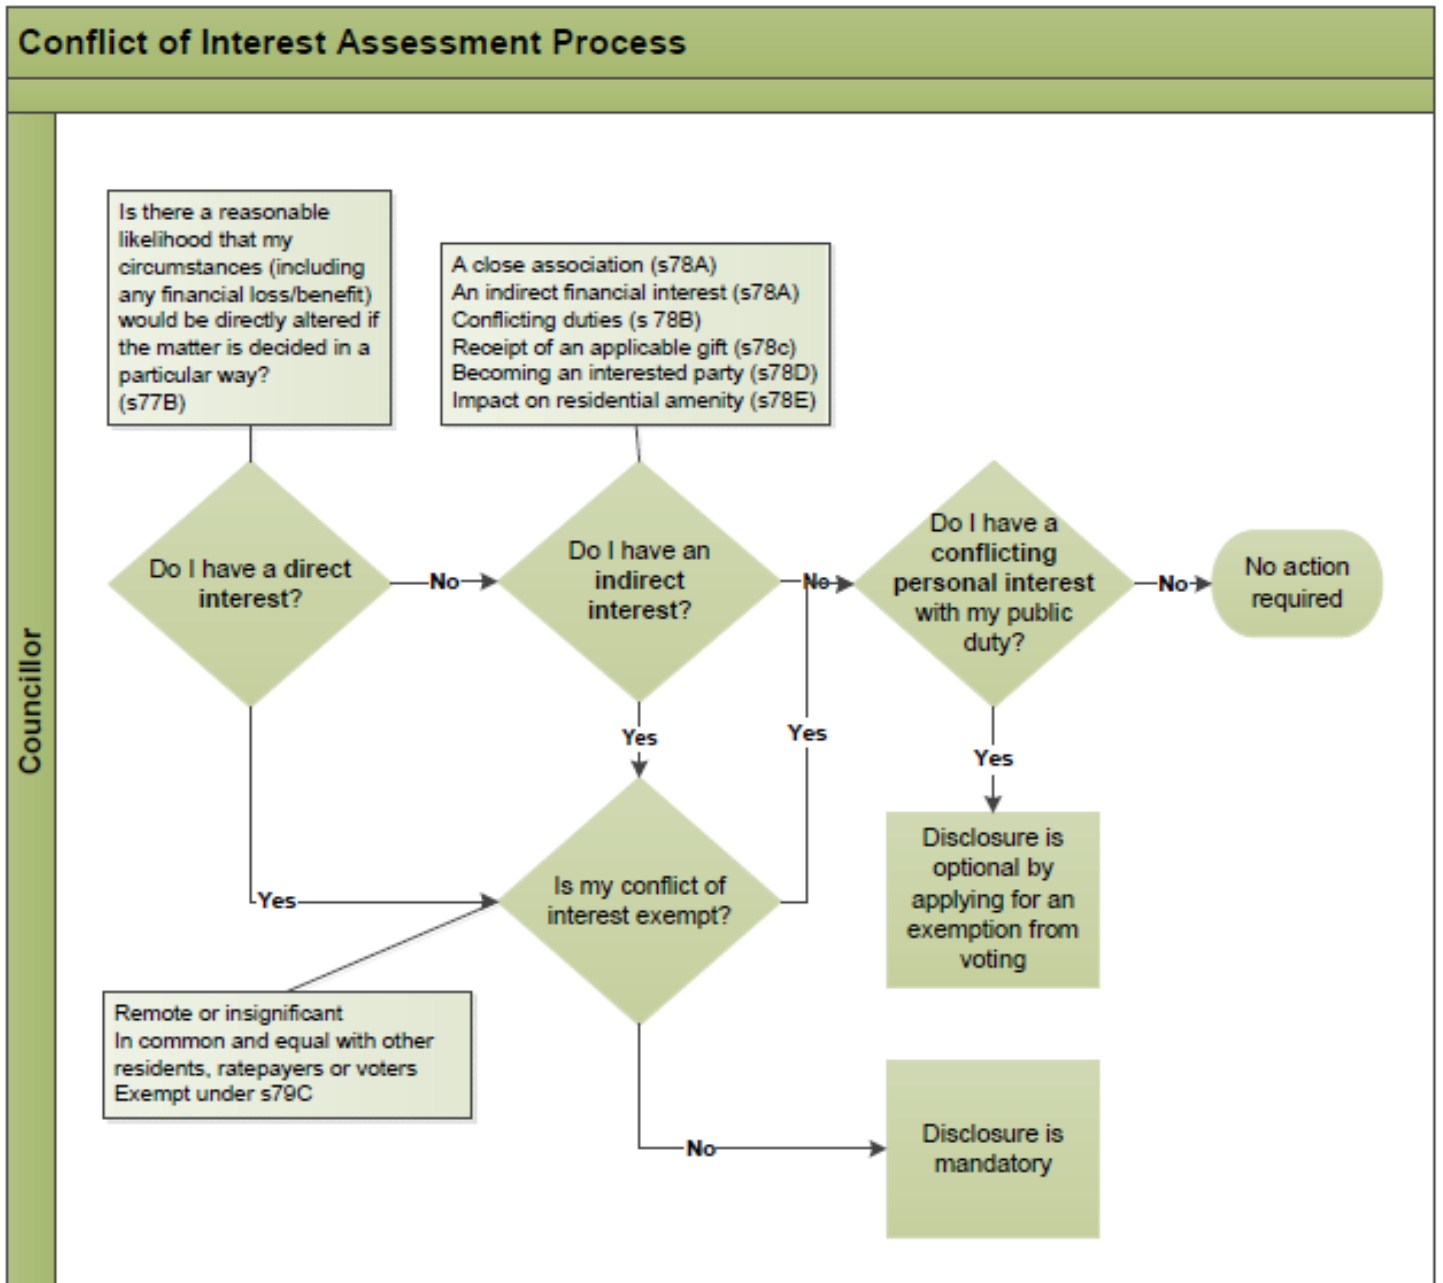 Conflict of Interest Assessment Process
Councillor
Is there a reasonable
likelihood that my
circumstances (including
any financial loss/benefit)
would be directly altered if
the matter is decided in a
particular way?
(s77B)
A close association (s78A)
An indirect financial interest (s78A)
Conflicting duties (s 78B)
Receipt of an applicable gift (s78c)
Becoming an interested party (s78D)
Impact on residential amenity (s78E)
Do I have a direct
interest?
No
Do I have an
indirect
interest?
No
Do I have a
conflicting
personal interest
with my public
duty?
No
No action
required
Yes
Yes
Yes
Yes
Is my conflict of
interest exempt?
Disclosure is
optional by
applying for an
exemption from
voting
Remote or insignificant
In common and equal with other
residents, ratepayers or voters
Exempt under s79C
No
Disclosure is
mandatory